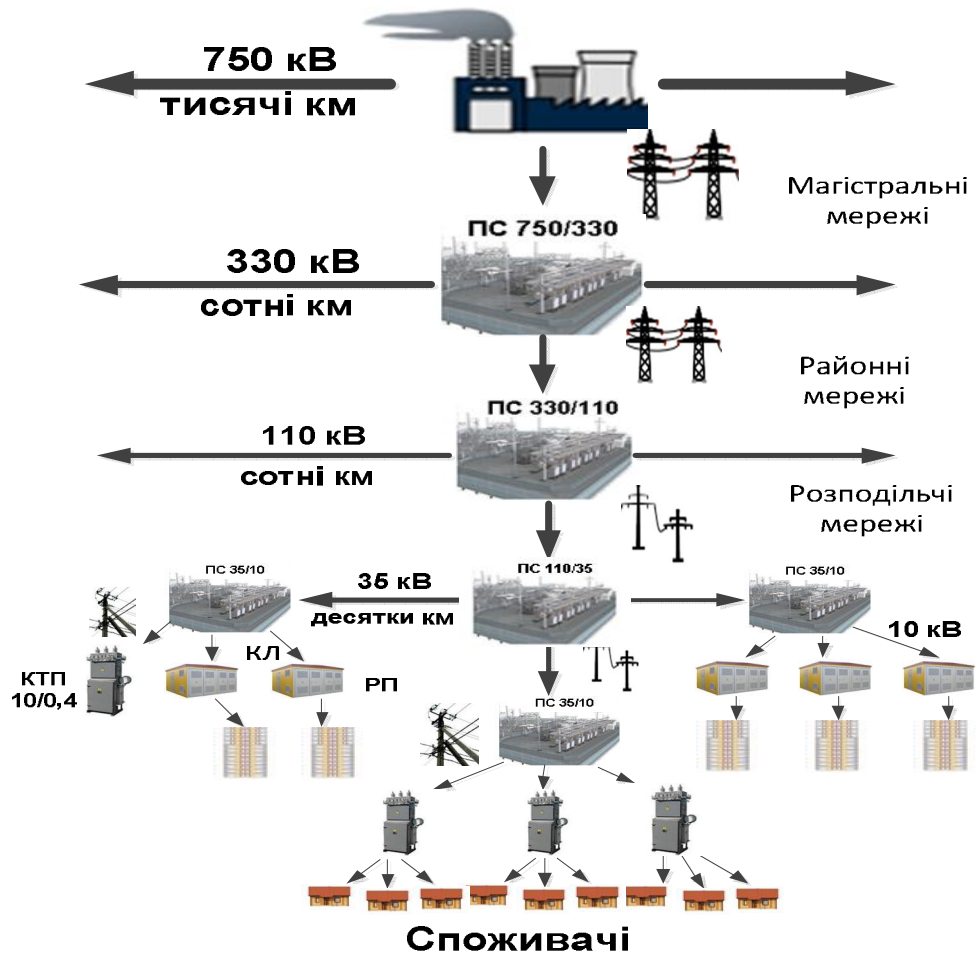 750 кВ
тисячі км
Магістральні
мережі
ПС 750/330
330 кВ
сотні км
Районні
мережі
ПС 330/110
110 кВ
сотні км
Розподільчі
мережі
ПС 35/10
35 кВ
десятки км
ПС 110/35
ПС 35/10
10 кВ
КЛ
КТП
10/0,4
РП
ПС 35/10
Споживачі